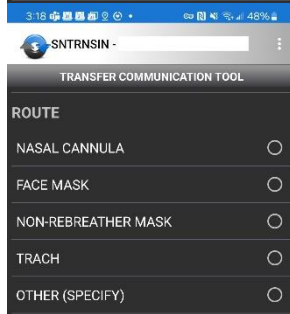 3:18
48%
SNTRNSIN -
TRANSFER COMMUNICATION TOOL
ROUTE
NASAL CANNULA
FACE MASK
NON-REBREATHER MASK
TRACH
OTHER (SPECIFY)